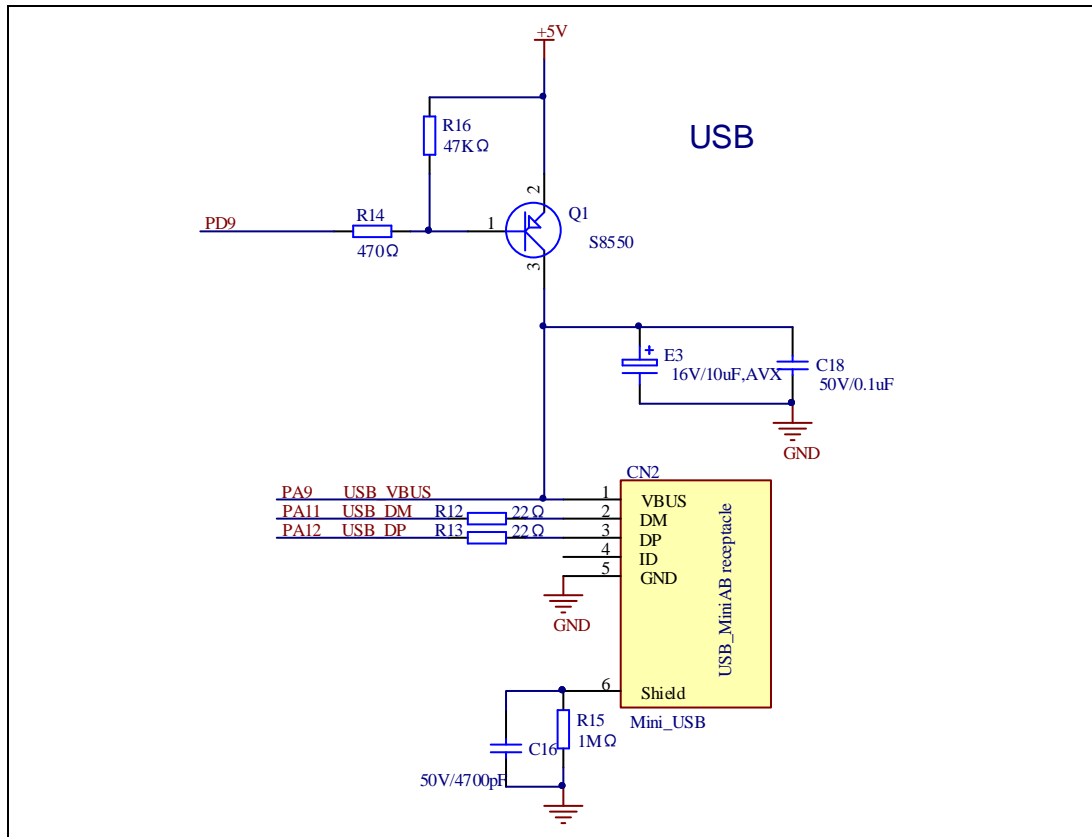 +5V
R16
47KΩ
USB
2
Q1
PD9
R14
1
470Ω
S8550
3
E3
16V/10uF,AVX
C18
50V/0.1uF
GND
CN2
PA9 USB_VBUS
1 VBUS
PA11 USB_DM R12 22Ω
2 DM
PA12 USB_DP R13 22Ω
3 DP
4 ID
5 GND
GND
USB_MiniAB receptacle
6 Shield
Mini_USB
R15
1MΩ
C16
50V/4700pF